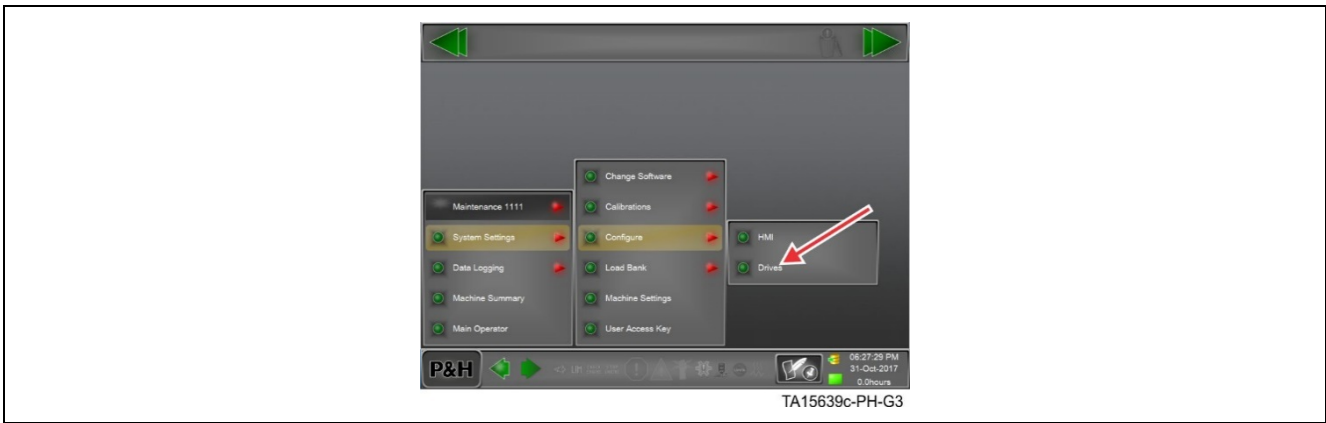 Change Software
Calibrations
Configure
Load Bank
Machine Settings
User Access Key
Maintenance 1111
System Settings
Data Logging
Machine Summary
Main Operator
HMI
Drives
P&H
06:27:29 PM
31-Oct-2017
0.0hours
TA15639c-PH-G3